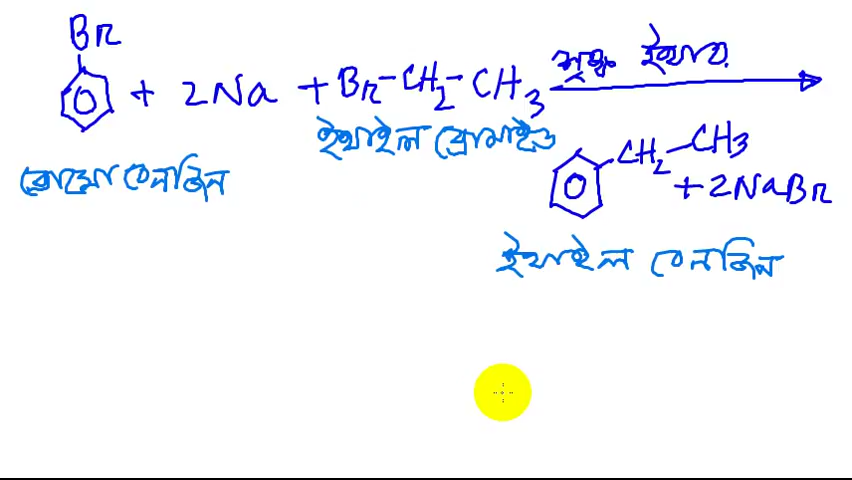 Br
+ 2Na + Br-CH2-CH3 শুষ্ক ইথার
ইথাইল ব্রোমাইড
ব্রোমো বেনজিন
CH2-CH3
+ 2NaBr
ইথাইল বেনজিন